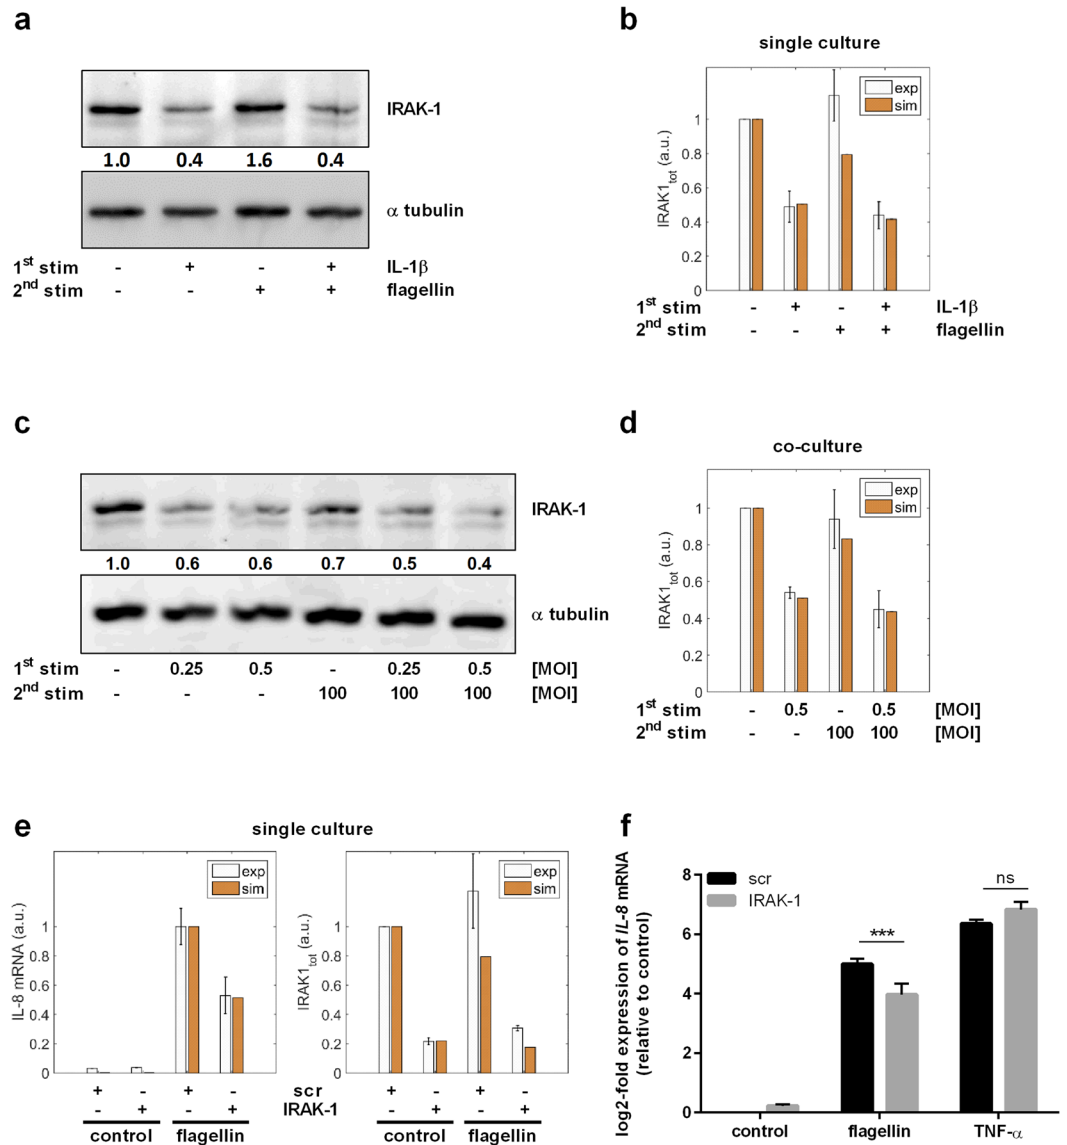 a
IRAK-1
1.0 0.4 1.6 0.4
α tubulin
1st stim - + - + IL-1β
2nd stim - - + + flagellin
b
single culture
exp
sim
IRAK1tot (a.u.)
1
0.8
0.6
0.4
0.2
0
1st stim - + - + IL-1β
2nd stim - - + + flagellin
c
IRAK-1
1.0 0.6 0.6 0.7 0.5 0.4
α tubulin
1st stim - 0.25 0.5 - 0.25 0.5 [MOI]
2nd stim - - - 100 100 100 [MOI]
d
co-culture
exp
sim
IRAK1tot (a.u.)
1
0.8
0.6
0.4
0.2
0
1st stim - 0.5 - 0.5 [MOI]
2nd stim - - 100 100 [MOI]
e
single culture
exp
sim
IL-8 mRNA (a.u.)
1
0.8
0.6
0.4
0.2
0
+ - + -
- + - +
control flagellin
exp
sim
IRAK1tot (a.u.)
1
0.8
0.6
0.4
0.2
0
scr + - + -
IRAK-1 - + - +
control flagellin
f
log2-fold expression of IL-8 mRNA
(relative to control)
scr
IRAK-1
8
6
4
2
0
***
ns
control flagellin TNF-α